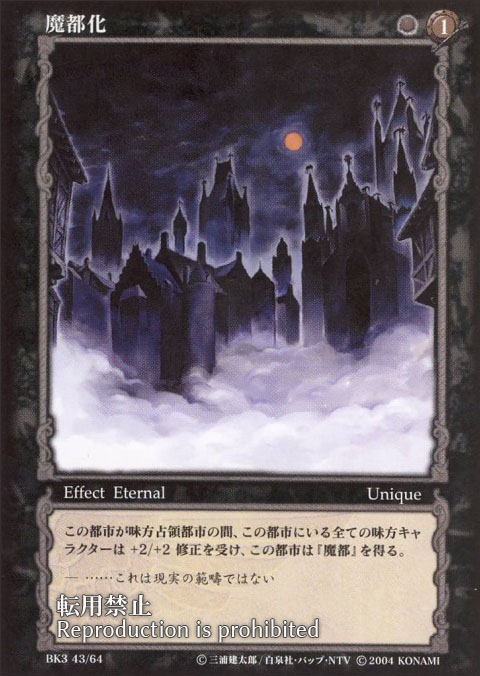 魔都化
1
Effect Eternal
Unique
この都市が味方占領都市の間、この都市にいる全ての味方キャ
ラクターは +2/+2 修正を受け、この都市は『魔都』を得る。
― ……これは現実の範疇ではない
転用禁止
Reproduction is prohibited
BK3 43/64
©三浦建太郎/白泉社・バップ・NTV ©2004 KONAMI